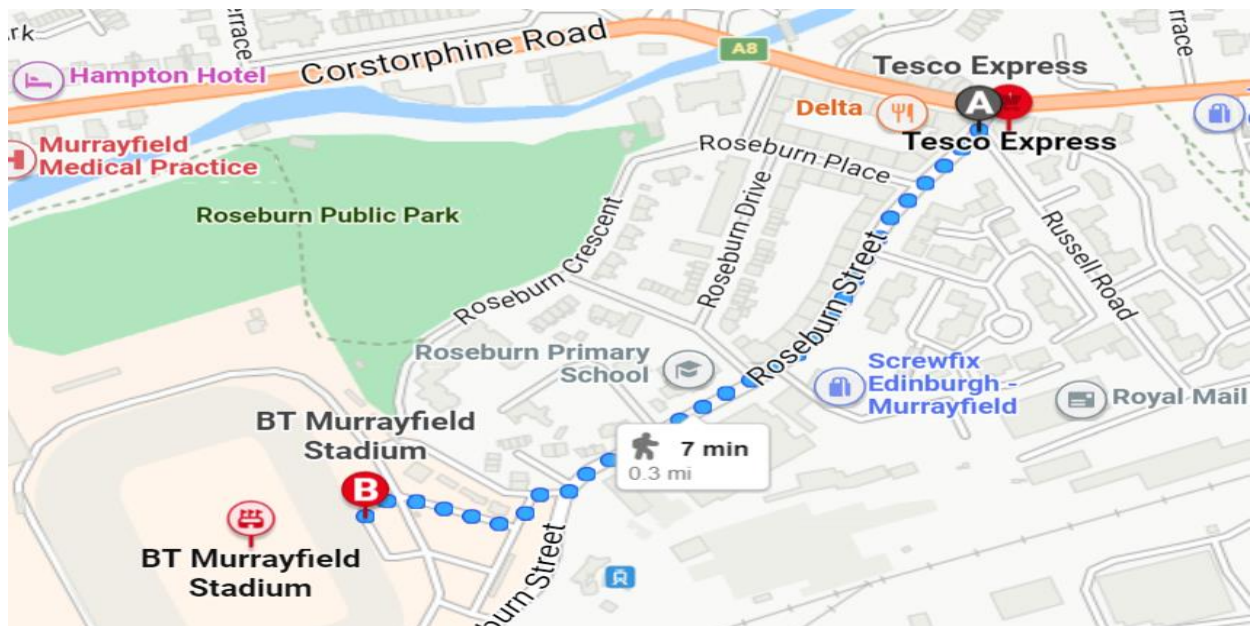 rk
errace
Corstorphine Road
A8
Terrace
Hampton Hotel
Tesco Express
A
Delta
Tesco Express
Murrayfield
Medical Practice
Roseburn Place
Roseburn Public Park
Roseburn Crescent
Roseburn Drive
Roseburn Street
Russell Road
Roseburn Primary
School
Screwfix
Edinburgh -
Murrayfield
Royal Mail
BT Murrayfield
Stadium
7 min
0.3 mi
B
BT Murrayfield
Stadium
burn Street